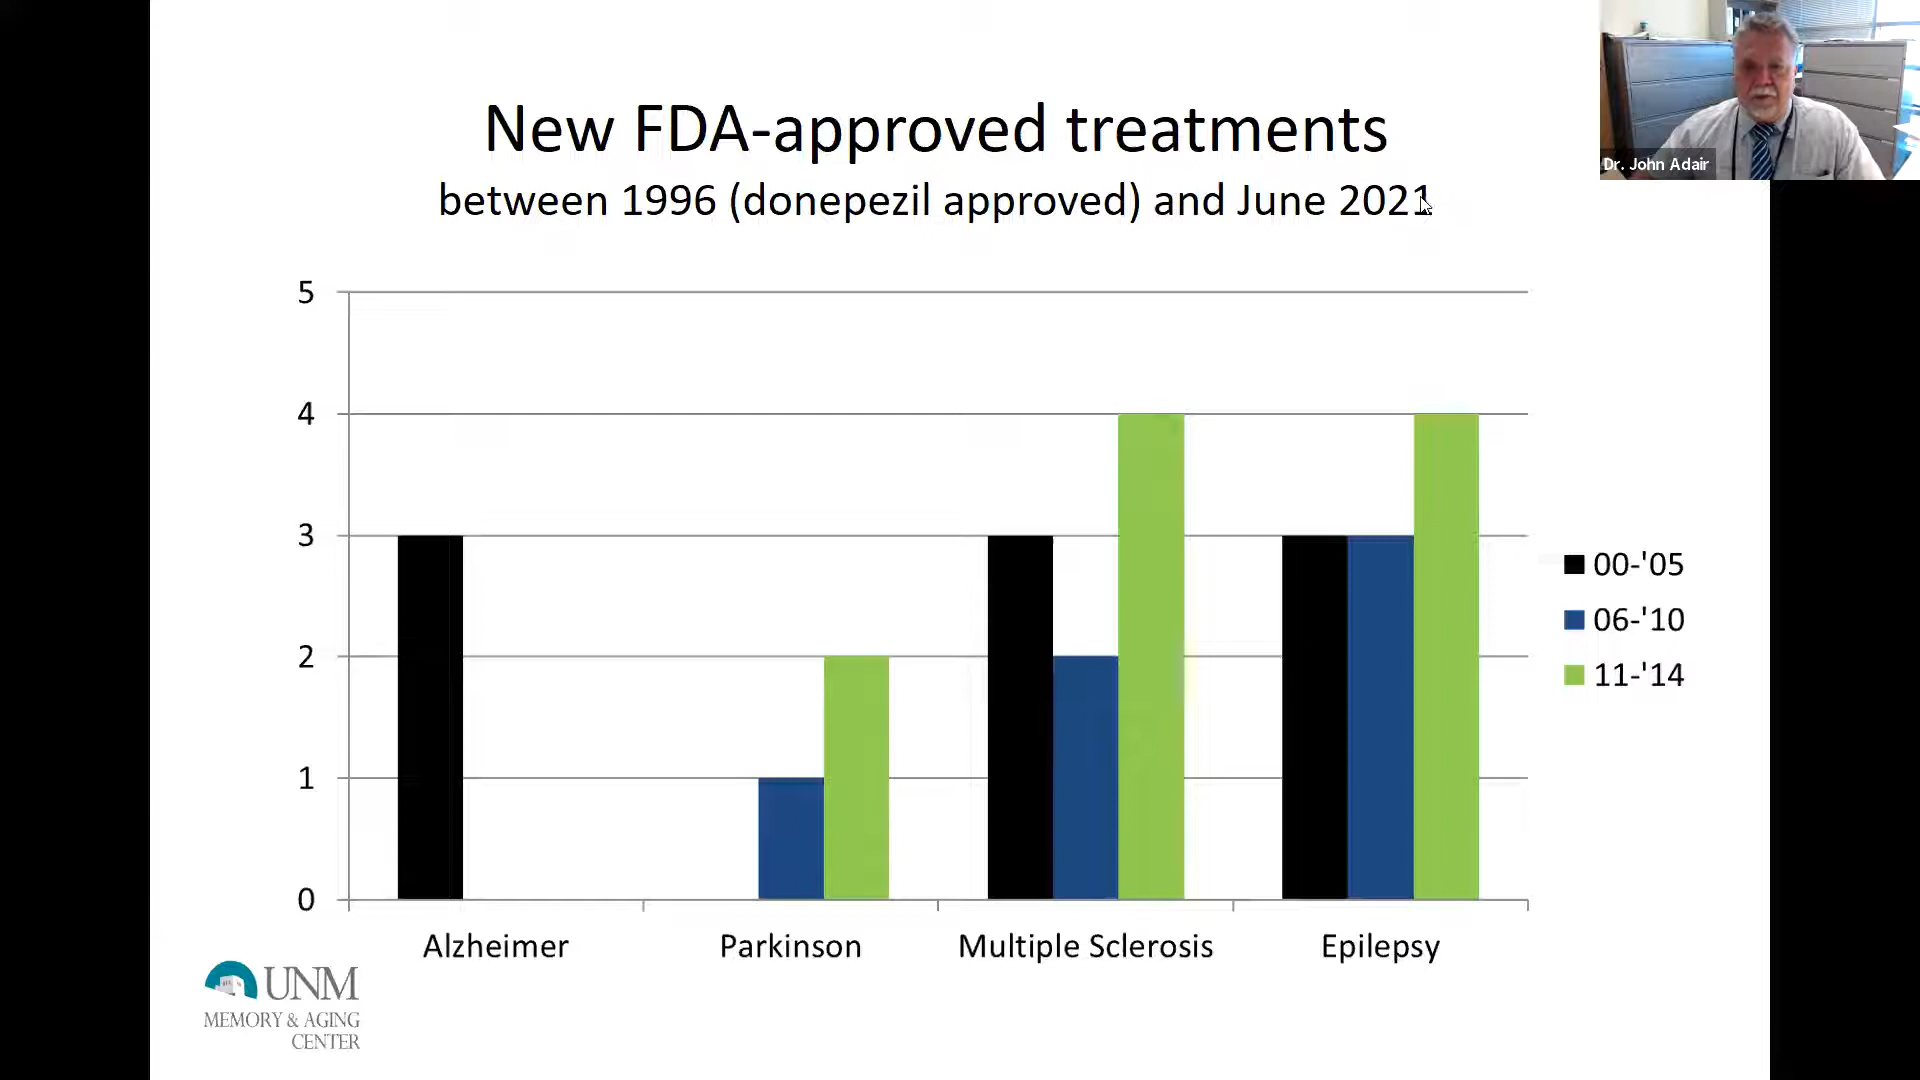 New FDA-approved treatments
between 1996 (donepezil approved) and June 2021
Dr. John Adair
5
4
3
2
1
0
Alzheimer
Parkinson
Multiple Sclerosis
Epilepsy
00-'05
06-'10
11-'14
UNM
MEMORY & AGING
CENTER